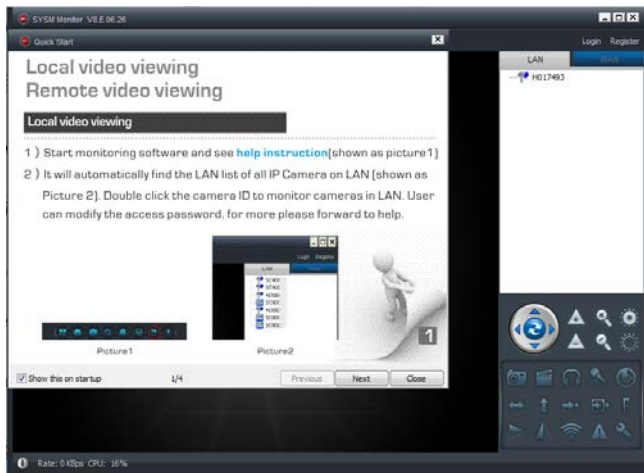 SYSM Monitor V8.E.06.26
Quick Start
Login Register
Local video viewing
Remote video viewing
LAN WAN
H017493
Local video viewing
1 ) Start monitoring software and see help instruction(shown as picture1)
2 ) It will automatically find the LAN list of all IP Camera on LAN (shown as
Picture 2). Double click the camera ID to monitor cameras in LAN. User
can modify the access password, for more please forward to help.
Login Register
LAN
1
Picture1
Picture2
Show this on startup
1/4
Previous Next Close
Rate: 0 KBps CPU: 16%